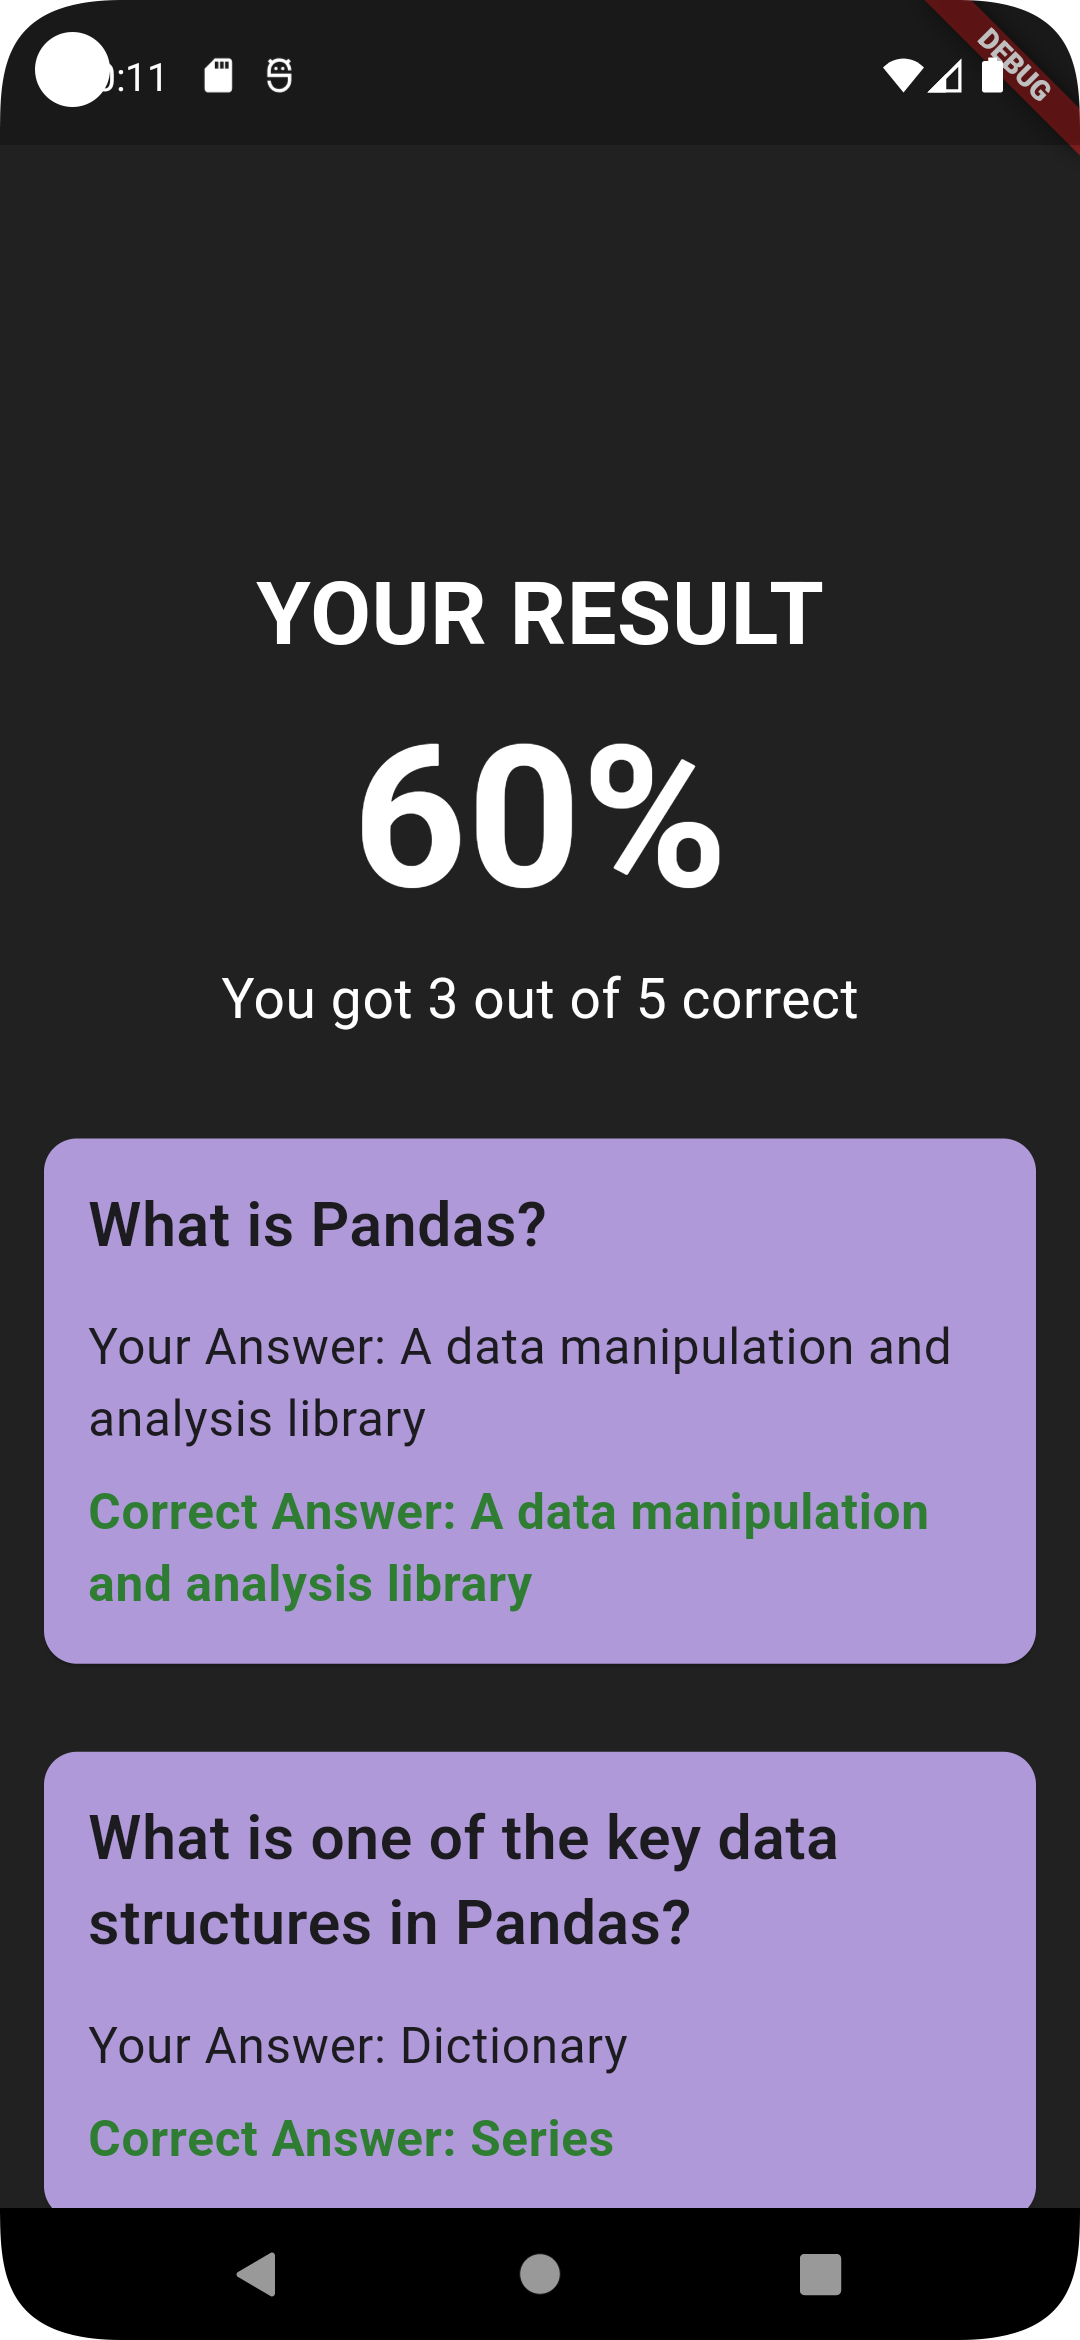 :11
DEBUG
YOUR RESULT
60%
You got 3 out of 5 correct
What is Pandas?
Your Answer: A data manipulation and
analysis library
Correct Answer: A data manipulation
and analysis library
What is one of the key data
structures in Pandas?
Your Answer: Dictionary
Correct Answer: Series